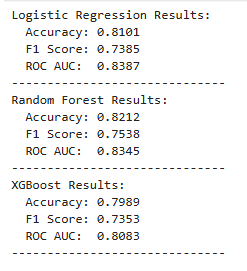 Logistic Regression Results:
  Accuracy: 0.8101
  F1 Score: 0.7385
  ROC AUC:  0.8387
------------------------------
Random Forest Results:
  Accuracy: 0.8212
  F1 Score: 0.7538
  ROC AUC:  0.8345
------------------------------
XGBoost Results:
  Accuracy: 0.7989
  F1 Score: 0.7353
  ROC AUC:  0.8083
------------------------------